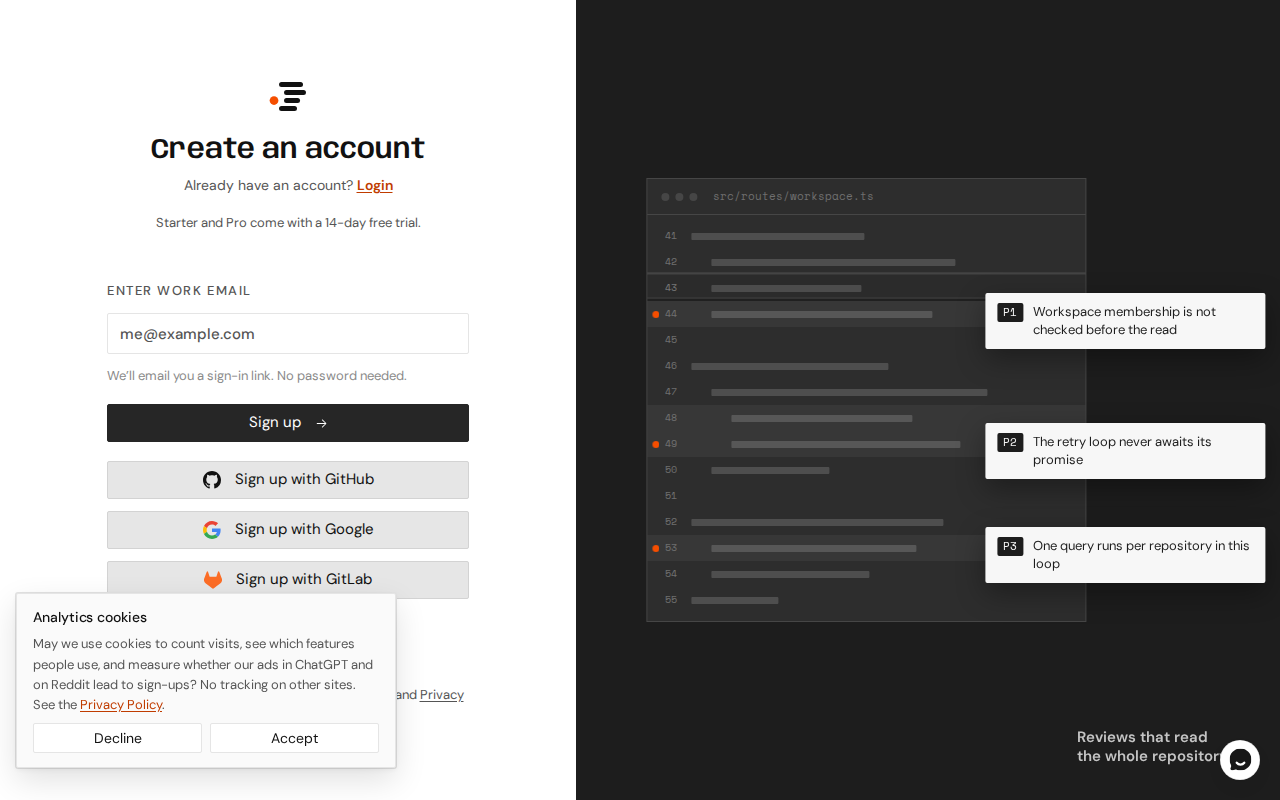 Create an account
Already have an account? Login
Starter and Pro come with a 14-day free trial.
ENTER WORK EMAIL
me@example.com
We'll email you a sign-in link. No password needed.
Sign up →
Sign up with GitHub
Sign up with Google
Sign up with GitLab
and Privacy
Analytics cookies
May we use cookies to count visits, see which features
people use, and measure whether our ads in ChatGPT and
on Reddit lead to sign-ups? No tracking on other sites.
See the Privacy Policy.
Decline
Accept
src/routes/workspace.ts
41
42
43
44
45
46
47
48
49
50
51
52
53
54
55
P1 Workspace membership is not
checked before the read
P2 The retry loop never awaits its
promise
P3 One query runs per repository in this
loop
Reviews that read
the whole